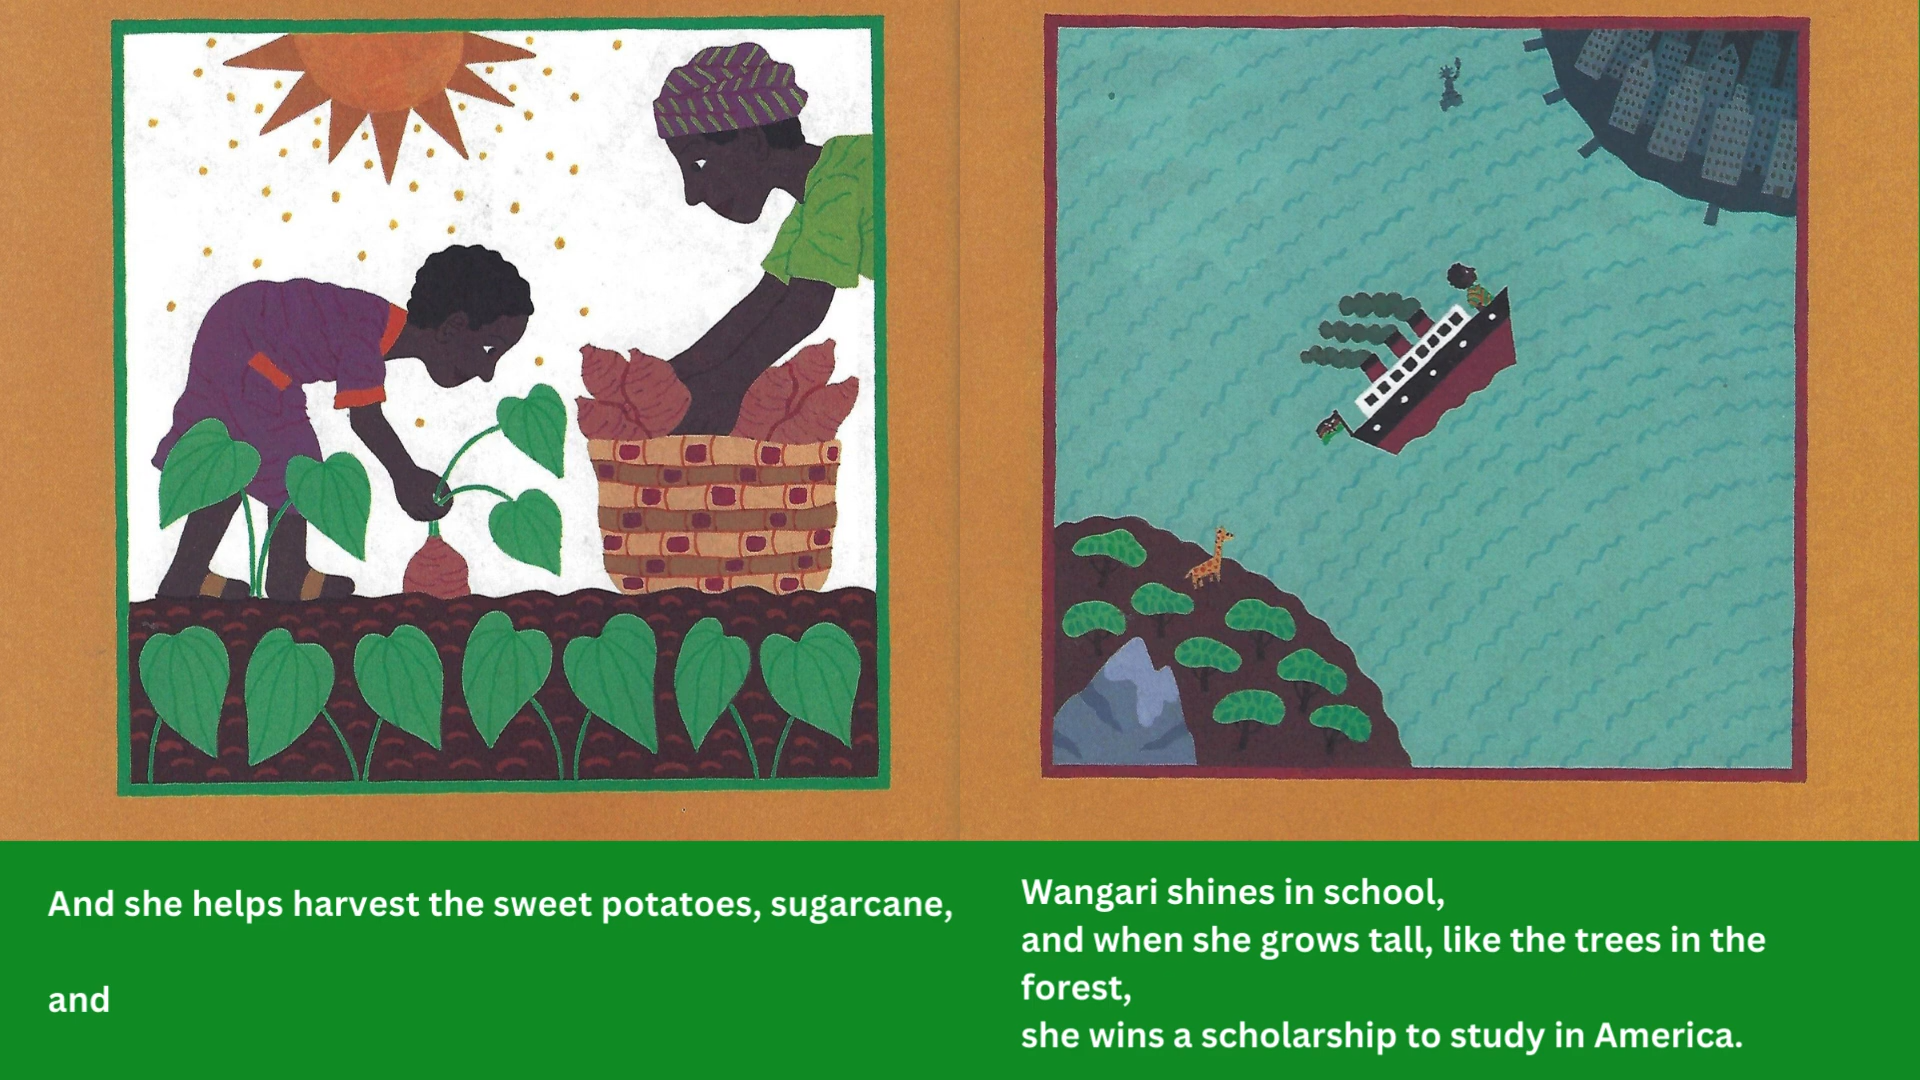 And she helps harvest the sweet potatoes, sugarcane,
and
Wangari shines in school,
and when she grows tall, like the trees in the
forest,
she wins a scholarship to study in America.